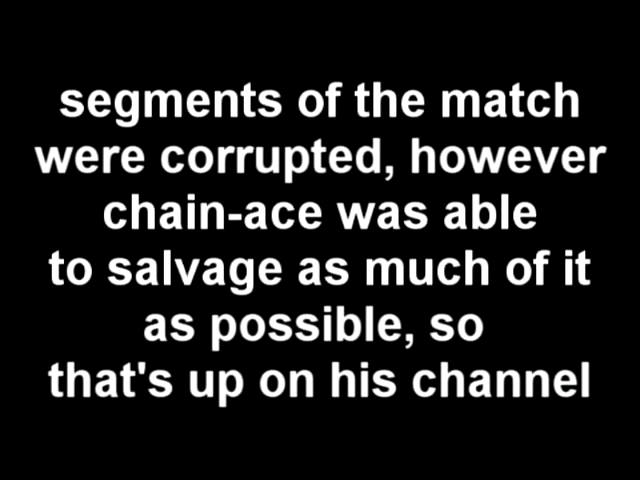 segments of the match
were corrupted, however
chain-ace was able
to salvage as much of it
as possible, so
that's up on his channel